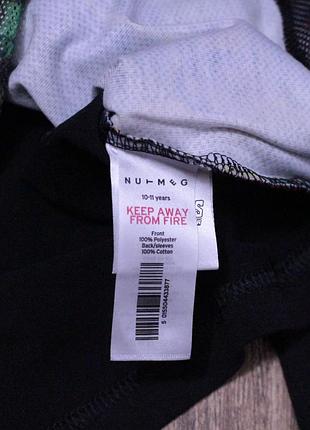 NUTMEG
10-11 years
KEEP AWAY
FROM FIRE
Front
100% Polyester
Back/sleeves
100% Cotton